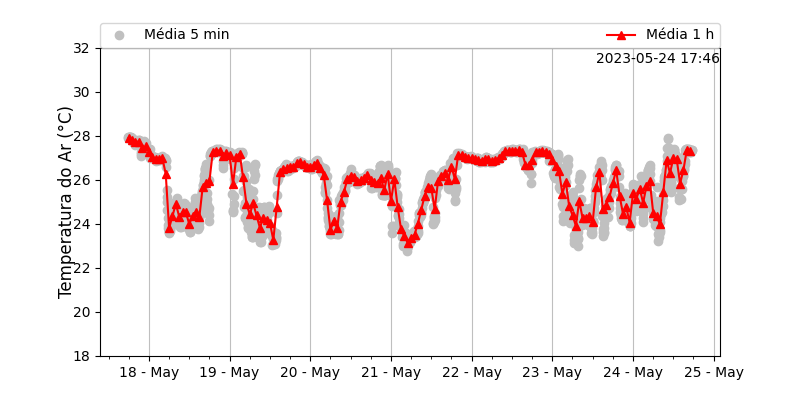 Média 5 min
Média 1 h
2023-05-24 17:46
Temperatura do Ar (°C)
32
30
28
26
24
22
20
18
18 - May
19 - May
20 - May
21 - May
22 - May
23 - May
24 - May
25 - May